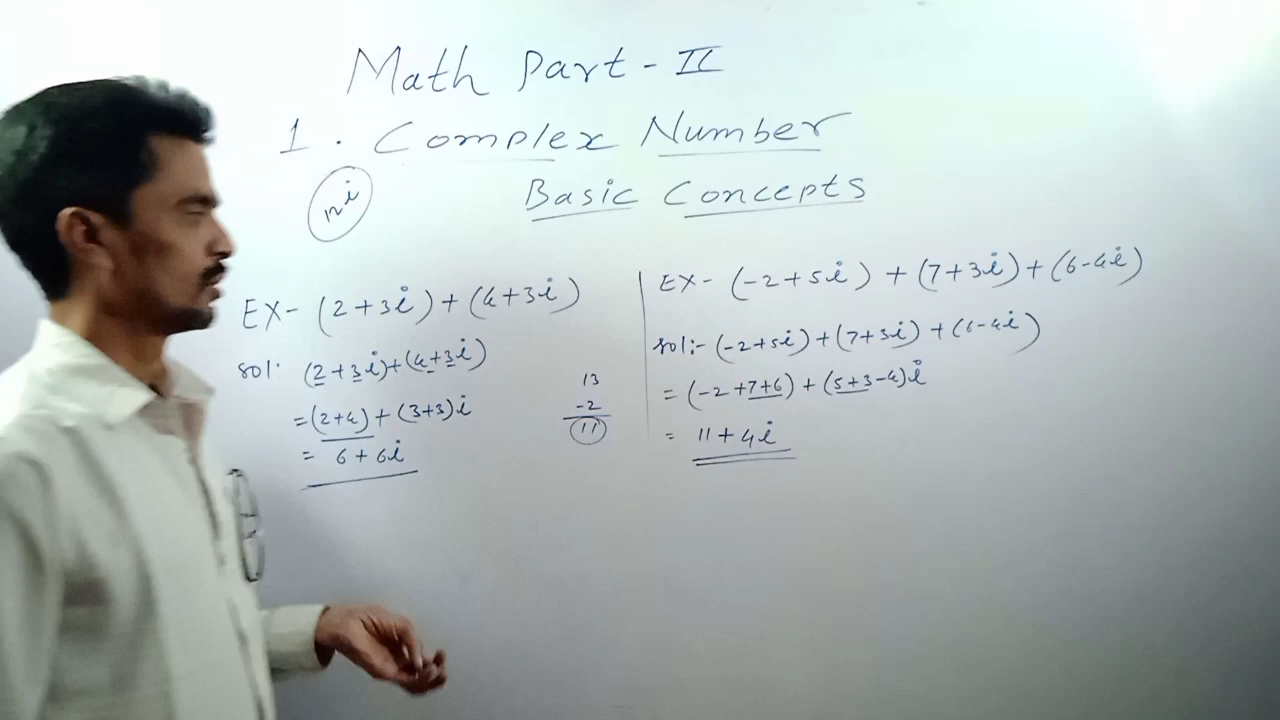 Math Part - II
1. Complex Number
ni
Basic Concepts
EX- (2+3i)+(4+3i)
sol: (2+3i)+(4+3i)
=(2+4)+(3+3)i
= 6+6i
13
-2
11
EX- (-2+5i)+(7+3i)+(6-4i)
sol:- (-2+5i)+(7+3i)+(6-4i)
=(-2+7+6)+(5+3-4)i
= 11+4i